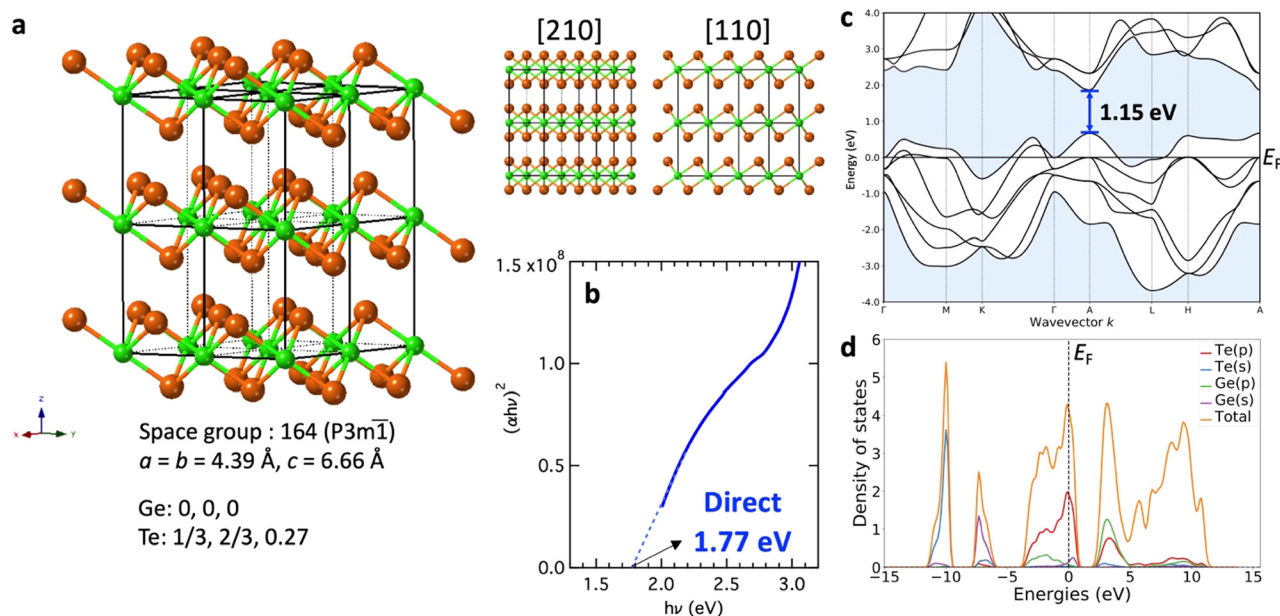 a
[210]
[110]
Space group : 164 (P3m1̅)
a = b = 4.39 Å, c = 6.66 Å
Ge: 0, 0, 0
Te: 1/3, 2/3, 0.27
x
y
z
b
(αhν)²
1.5 ×10⁸
1.0
0.5
0.0
1.5
2.0
2.5
3.0
hν (eV)
Direct
1.77 eV
c
Energy (eV)
4.0
3.0
2.0
1.0
0.0
-1.0
-2.0
-3.0
-4.0
Γ M K Γ A L H A
Wavevector k
1.15 eV
EF
d
Density of states
6
5
4
3
2
1
0
-15 -10 -5 0 5 10 15
Energies (eV)
EF
Te(p)
Te(s)
Ge(p)
Ge(s)
Total